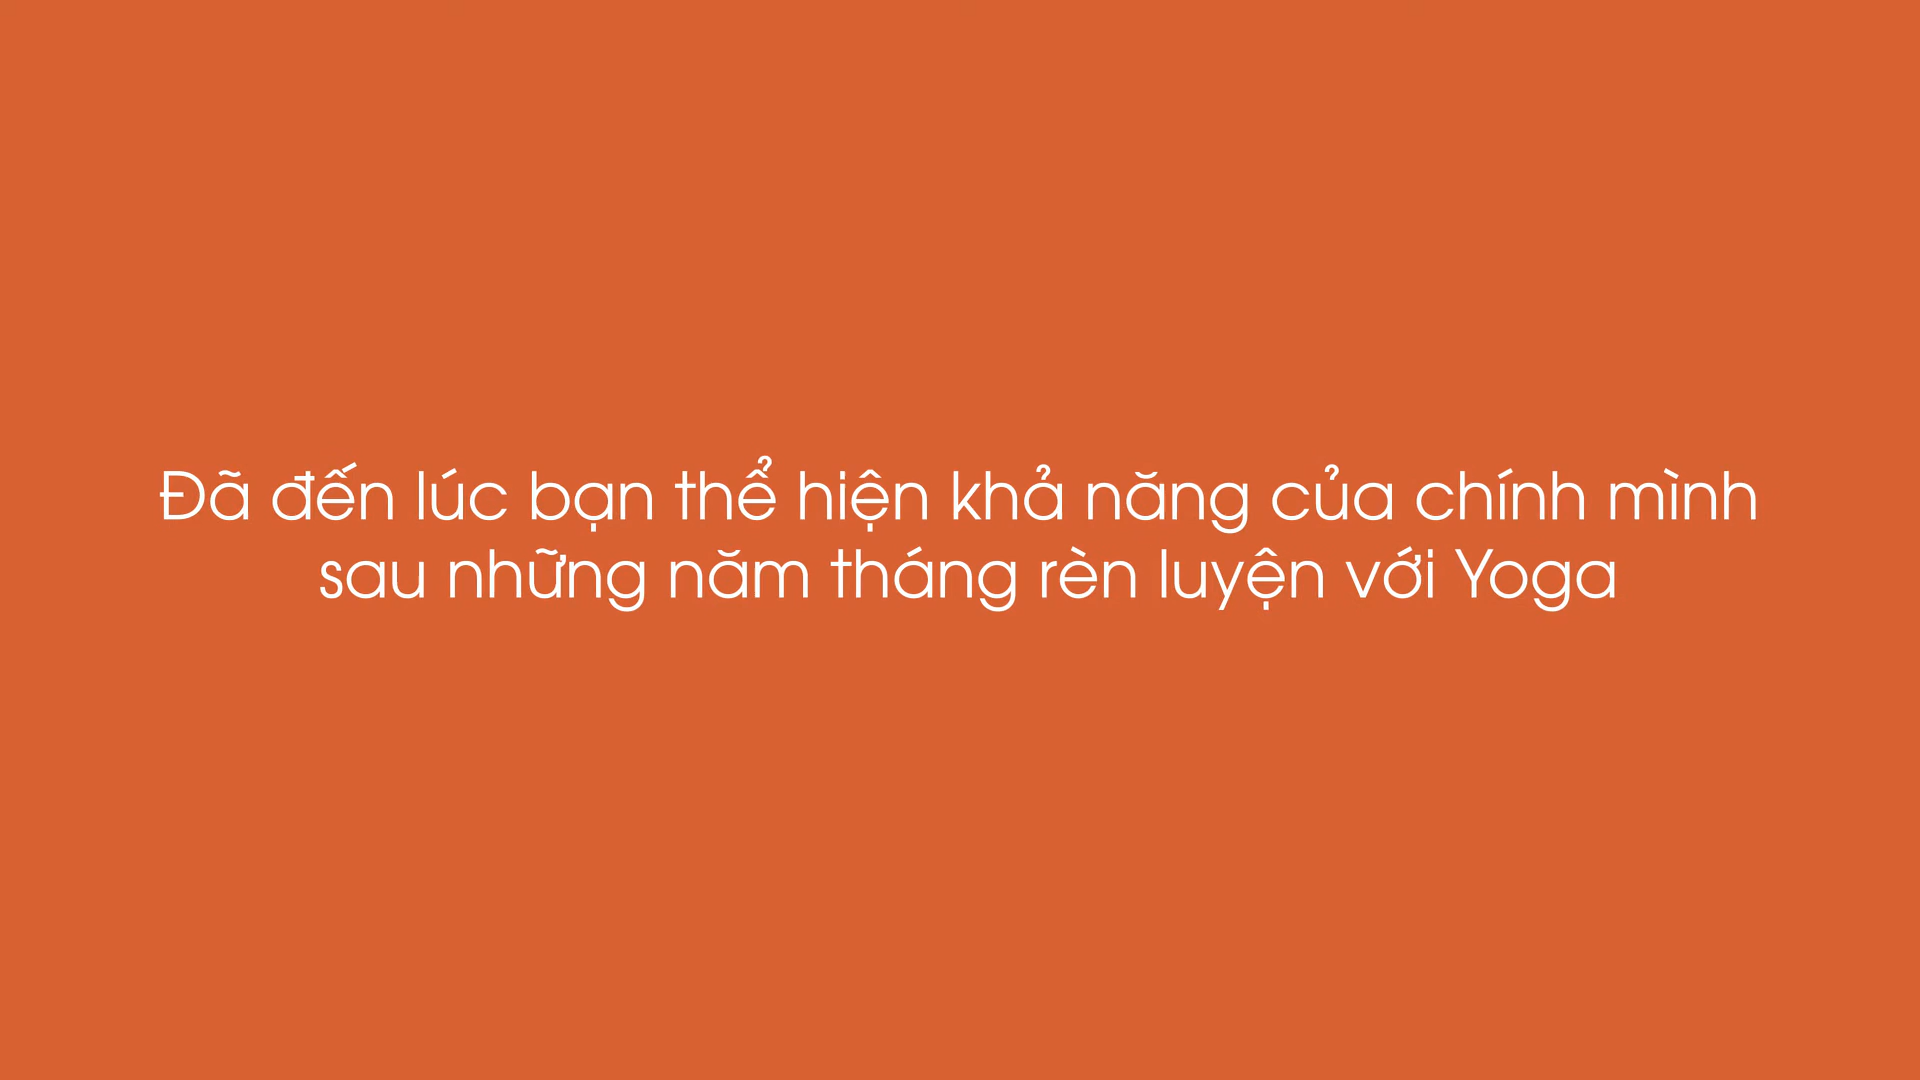 Đã đến lúc bạn thể hiện khả năng của chính mình
sau những năm tháng rèn luyện với Yoga